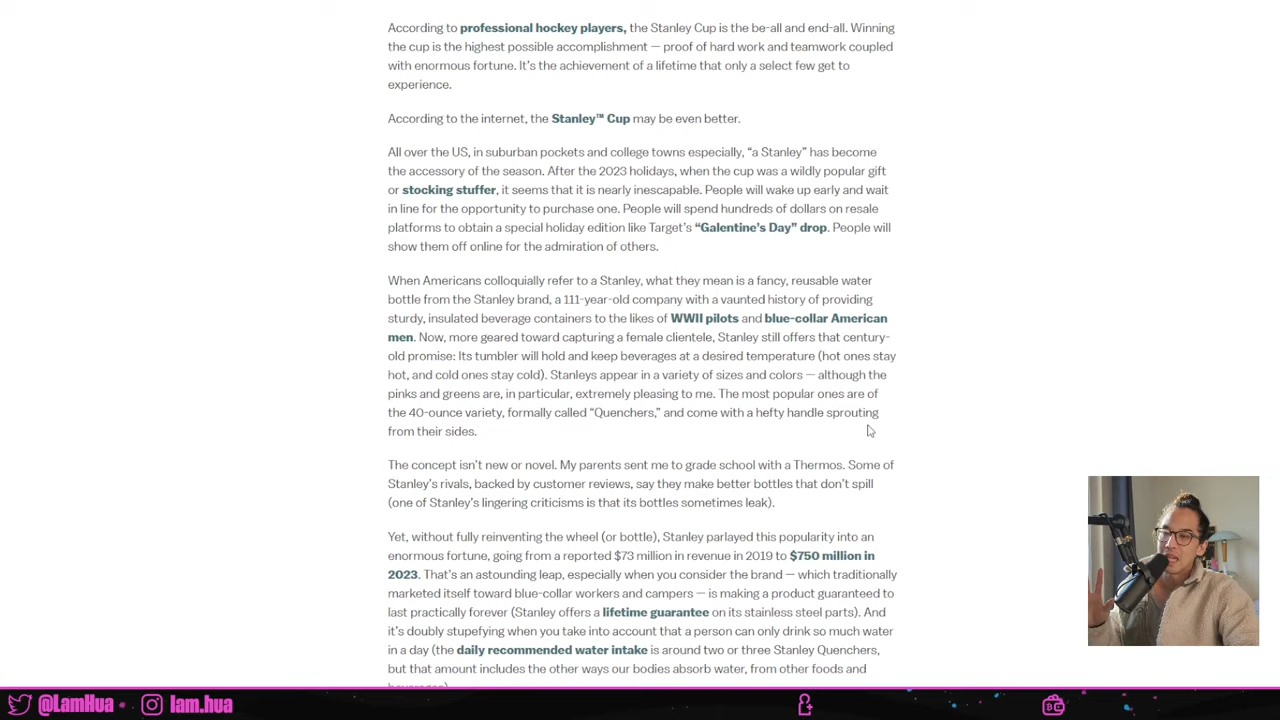 According to professional hockey players, the Stanley Cup is the be-all and end-all. Winning
the cup is the highest possible accomplishment — proof of hard work and teamwork coupled
with enormous fortune. It's the achievement of a lifetime that only a select few get to
experience.
According to the internet, the Stanley™ Cup may be even better.
All over the US, in suburban pockets and college towns especially, “a Stanley” has become
the accessory of the season. After the 2023 holidays, when the cup was a wildly popular gift
or stocking stuffer, it seems that it is nearly inescapable. People will wake up early and wait
in line for the opportunity to purchase one. People will spend hundreds of dollars on resale
platforms to obtain a special holiday edition like Target's “Galentine's Day” drop. People will
show them off online for the admiration of others.
When Americans colloquially refer to a Stanley, what they mean is a fancy, reusable water
bottle from the Stanley brand, a 111-year-old company with a vaunted history of providing
sturdy, insulated beverage containers to the likes of WWII pilots and blue-collar American
men. Now, more geared toward capturing a female clientele, Stanley still offers that century-
old promise: Its tumbler will hold and keep beverages at a desired temperature (hot ones stay
hot, and cold ones stay cold). Stanleys appear in a variety of sizes and colors — although the
pinks and greens are, in particular, extremely pleasing to me. The most popular ones are of
the 40-ounce variety, formally called “Quenchers,” and come with a hefty handle sprouting
from their sides.
The concept isn't new or novel. My parents sent me to grade school with a Thermos. Some of
Stanley's rivals, backed by customer reviews, say they make better bottles that don't spill
(one of Stanley's lingering criticisms is that its bottles sometimes leak).
Yet, without fully reinventing the wheel (or bottle), Stanley parlayed this popularity into an
enormous fortune, going from a reported $73 million in revenue in 2019 to $750 million in
2023. That's an astounding leap, especially when you consider the brand — which traditionally
marketed itself toward blue-collar workers and campers — is making a product guaranteed to
last practically forever (Stanley offers a lifetime guarantee on its stainless steel parts). And
it's doubly stupefying when you take into account that a person can only drink so much water
in a day (the daily recommended water intake is around two or three Stanley Quenchers,
but that amount includes the other ways our bodies absorb water, from other foods and
@LamHua
lam.hua